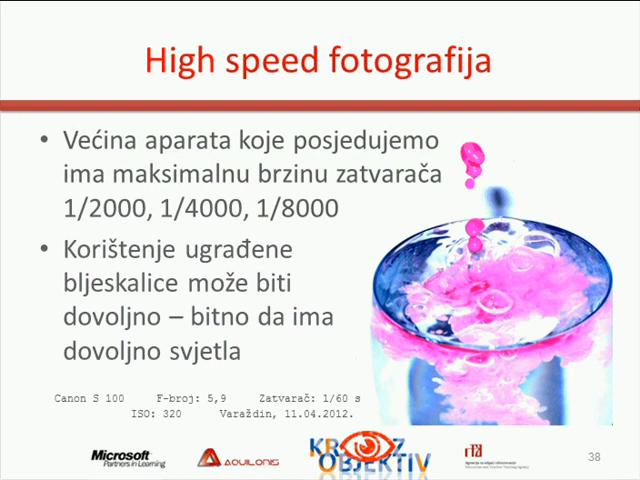 High speed fotografija
• Većina aparata koje posjedujemo
ima maksimalnu brzinu zatvarača
1/2000, 1/4000, 1/8000
• Korištenje ugrađene
bljeskalice može biti
dovoljno – bitno da ima
dovoljno svjetla
Canon S 100 F-broj: 5,9 Zatvarač: 1/60 s
ISO: 320 Varaždin, 11.04.2012.
Microsoft
Partners in Learning
AQUILONIS
KROZ
OBJEKTIV
38